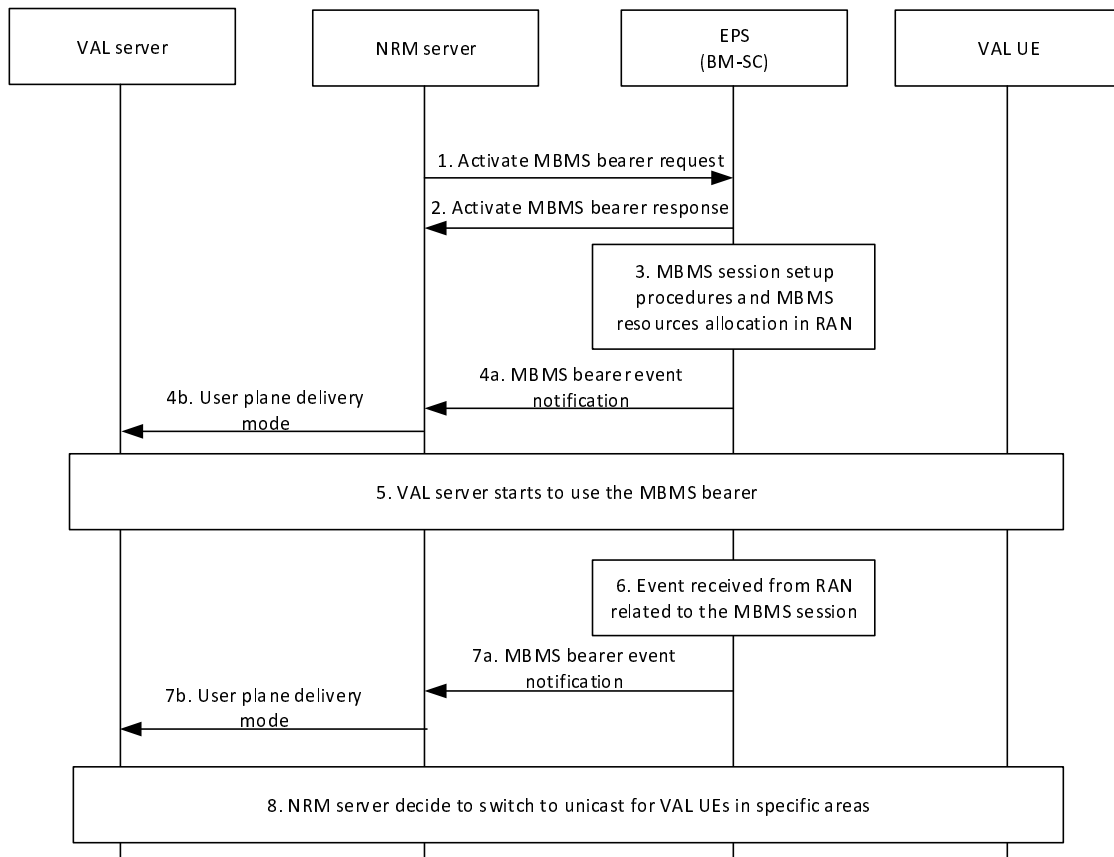 VAL server
NRM server
EPS
(BM-SC)
VAL UE
1. Activate MBMS bearer request
2. Activate MBMS bearer response
3. MBMS session setup
procedures and MBMS
resources allocation in RAN
4a. MBMS bearer event
notification
4b. User plane delivery
mode
5. VAL server starts to use the MBMS bearer
6. Event received from RAN
related to the MBMS session
7a. MBMS bearer event
notification
7b. User plane delivery
mode
8. NRM server decide to switch to unicast for VAL UEs in specific areas